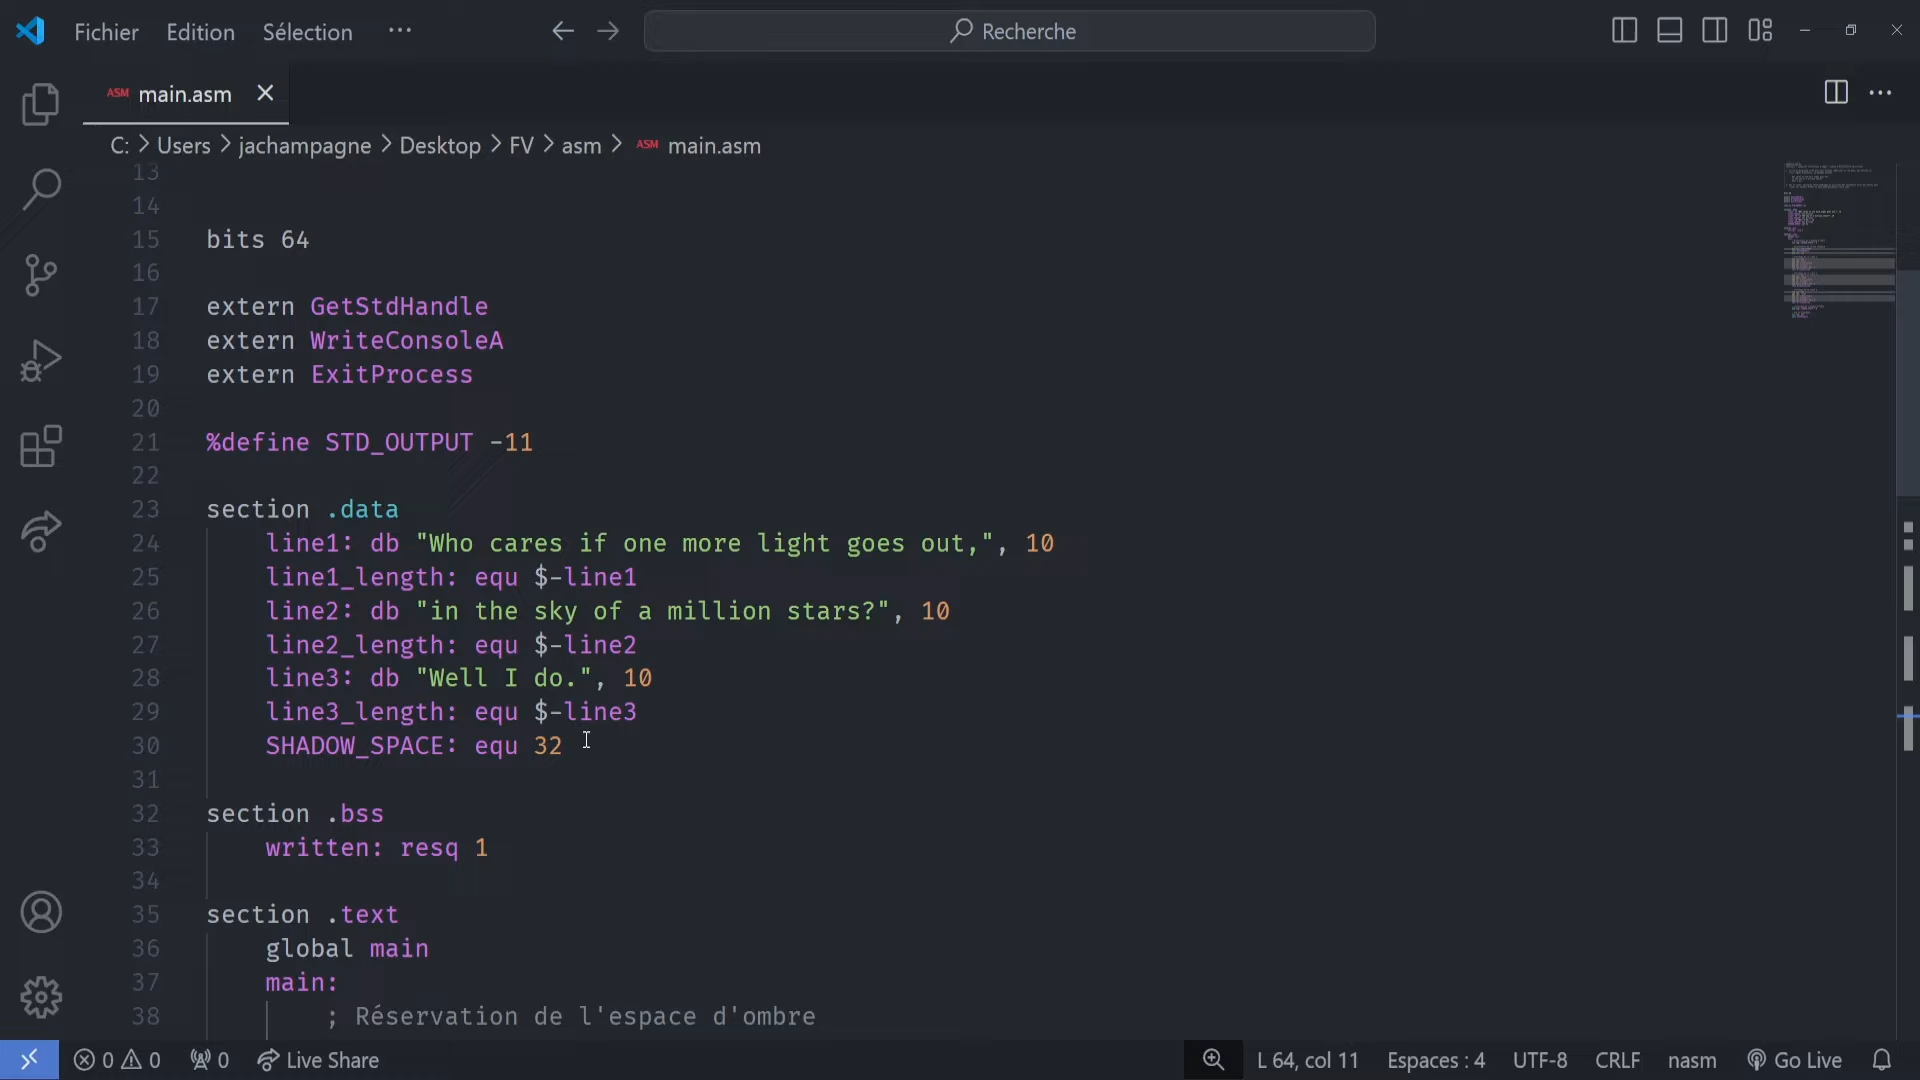 Fichier Edition Sélection ··· Recherche
ASM main.asm
C: > Users > jachampagne > Desktop > FV > asm > ASM main.asm
13
14
15 bits 64
16
17 extern GetStdHandle
18 extern WriteConsoleA
19 extern ExitProcess
20
21 %define STD_OUTPUT -11
22
23 section .data
24 line1: db "Who cares if one more light goes out,", 10
25 line1_length: equ $-line1
26 line2: db "in the sky of a million stars?", 10
27 line2_length: equ $-line2
28 line3: db "Well I do.", 10
29 line3_length: equ $-line3
30 SHADOW_SPACE: equ 32
31
32 section .bss
33 written: resq 1
34
35 section .text
36 global main
37 main:
38 ; Réservation de l'espace d'ombre
0 0 0 Live Share L 64, col 11 Espaces : 4 UTF-8 CRLF nasm Go Live